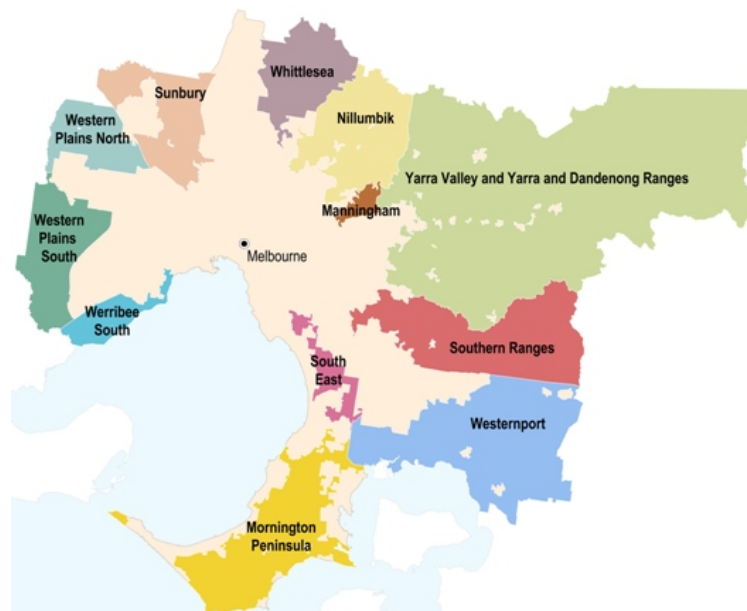 Whittlesea
Sunbury
Nillumbik
Western
Plains North
Yarra Valley and Yarra and Dandenong Ranges
Manningham
Western
Plains
South
Melbourne
Werribee
South
Southern Ranges
South
East
Westernport
Mornington
Peninsula